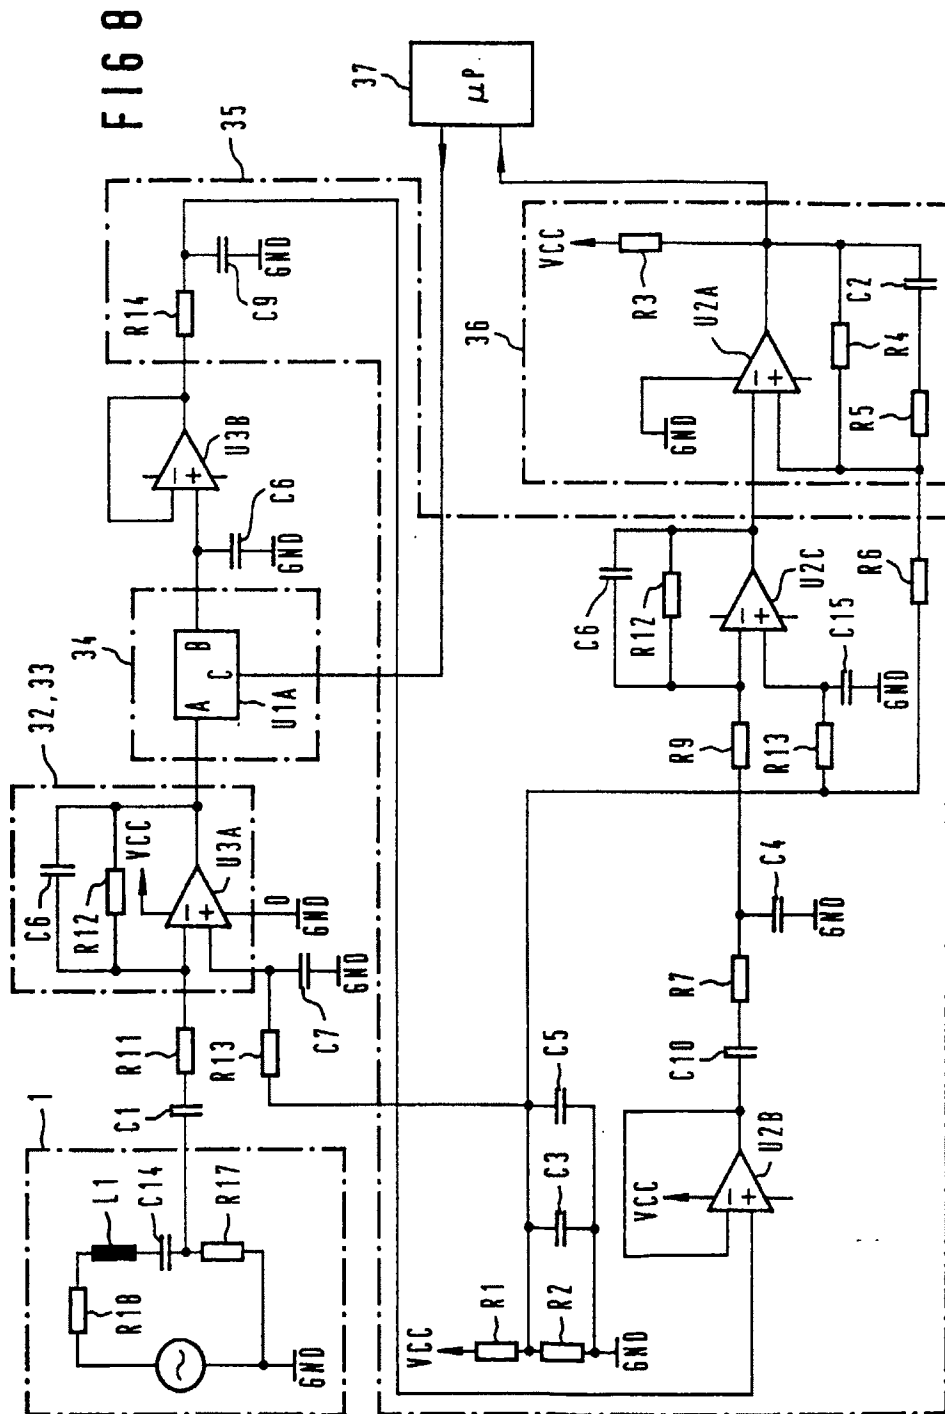 FIG 8
1
R18
L1
C14
R17
GND
C1
R11
R13
C7
GND
32,33
C6
R12
VCC
U3A
0
GND
34
A
B
C
U1A
C6
GND
U3B
35
R14
C9
GND
37
μP
VCC
R1
R2
GND
C3
C5
VCC
U2B
C10
R7
C4
GND
R9
R13
C15
GND
C6
R12
U2C
R6
36
GND
U2A
VCC
R3
R4
R5
C2